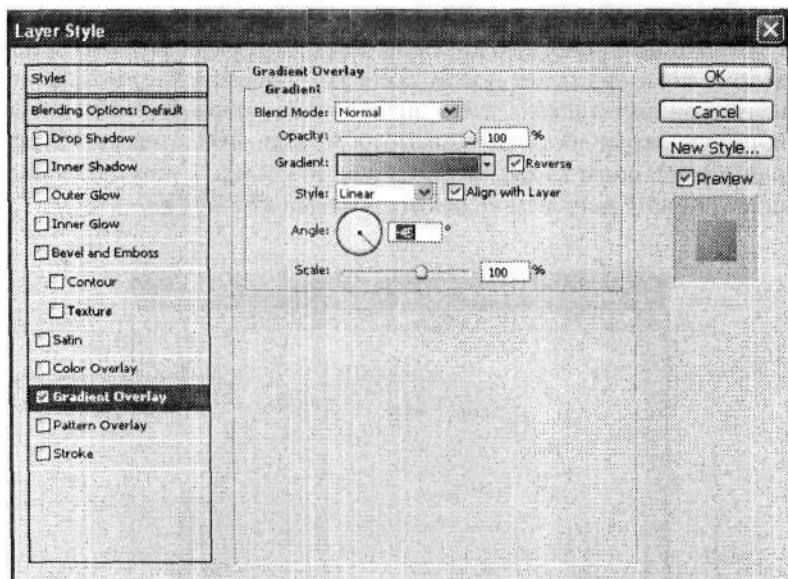 Layer Style
Styles
Blending Options: Default
Drop Shadow
Inner Shadow
Outer Glow
Inner Glow
Bevel and Emboss
Contour
Texture
Satin
Color Overlay
Gradient Overlay
Pattern Overlay
Stroke
Gradient Overlay
Gradient
Blend Mode: Normal
Opacity: 100 %
Gradient: Reverse
Style: Linear Align with Layer
Angle: °
Scale: 100 %
OK
Cancel
New Style...
Preview